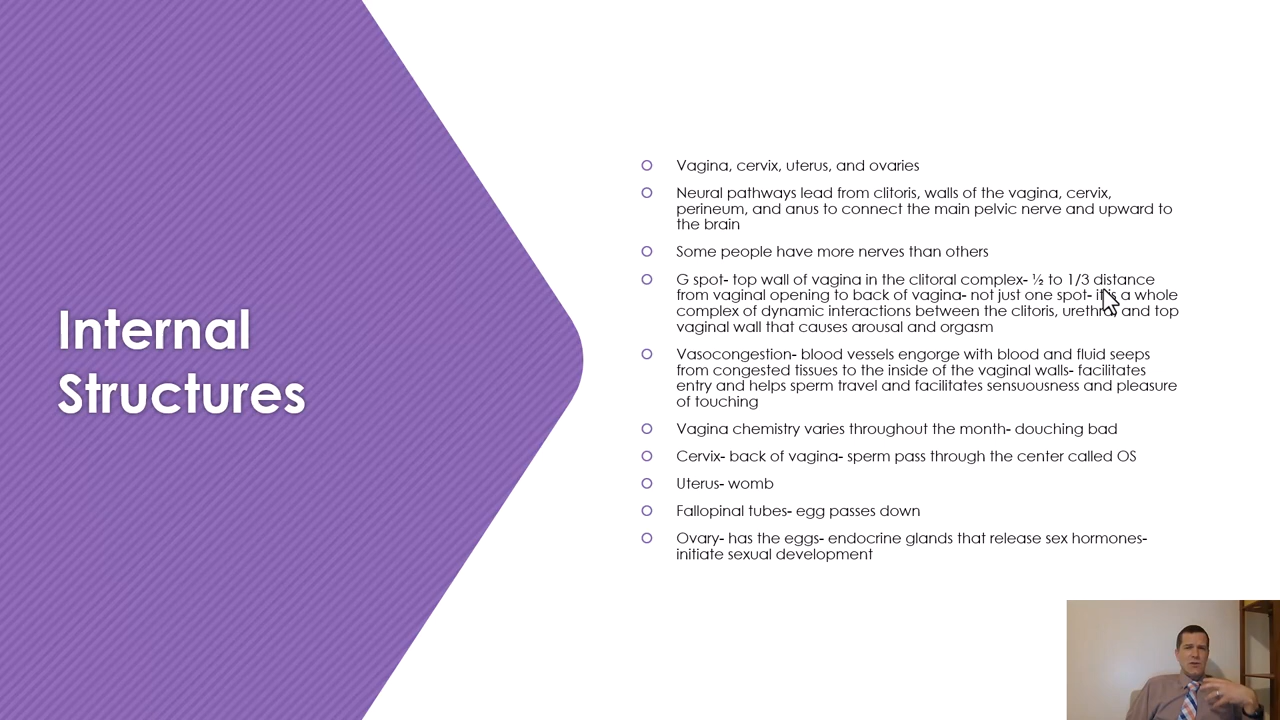 Internal
Structures
Vagina, cervix, uterus, and ovaries
Neural pathways lead from clitoris, walls of the vagina, cervix,
perineum, and anus to connect the main pelvic nerve and upward to
the brain
Some people have more nerves than others
G spot- top wall of vagina in the clitoral complex- ½ to 1/3 distance
from vaginal opening to back of vagina- not just one spot- it is a whole
complex of dynamic interactions between the clitoris, urethra and top
vaginal wall that causes arousal and orgasm
Vasocongestion- blood vessels engorge with blood and fluid seeps
from congested tissues to the inside of the vaginal walls- facilitates
entry and helps sperm travel and facilitates sensuousness and pleasure
of touching
Vagina chemistry varies throughout the month- douching bad
Cervix- back of vagina- sperm pass through the center called OS
Uterus- womb
Fallopinal tubes- egg passes down
Ovary- has the eggs- endocrine glands that release sex hormones-
initiate sexual development